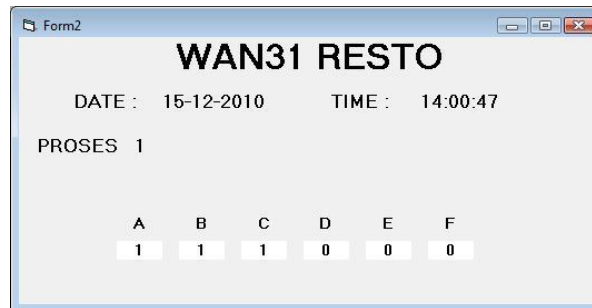 Form2
WAN31 RESTO
DATE : 15-12-2010 TIME : 14:00:47
PROSES 1
A B C D E F
1 1 1 0 0 0